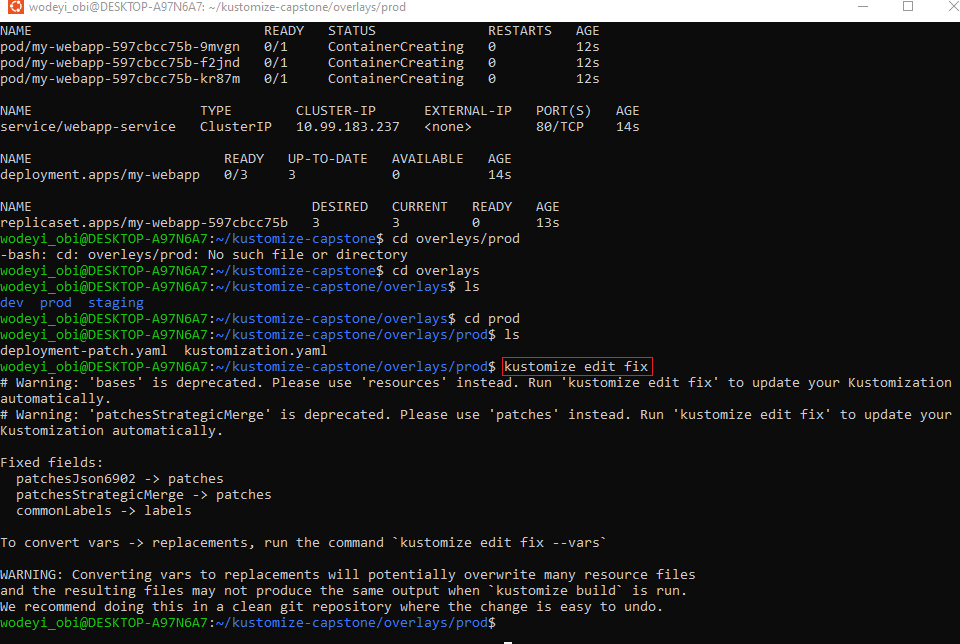 wodeyi_obi@DESKTOP-A97N6A7: ~/kustomize-capstone/overlays/prod
NAME READY STATUS RESTARTS AGE
pod/my-webapp-597cbcc75b-9mvgn 0/1 ContainerCreating 0 12s
pod/my-webapp-597cbcc75b-f2jnd 0/1 ContainerCreating 0 12s
pod/my-webapp-597cbcc75b-kr87m 0/1 ContainerCreating 0 12s
NAME TYPE CLUSTER-IP EXTERNAL-IP PORT(S) AGE
service/webapp-service ClusterIP 10.99.183.237 <none> 80/TCP 14s
NAME READY UP-TO-DATE AVAILABLE AGE
deployment.apps/my-webapp 0/3 3 0 14s
NAME DESIRED CURRENT READY AGE
replicaset.apps/my-webapp-597cbcc75b 3 3 0 13s
wodeyi_obi@DESKTOP-A97N6A7:~/kustomize-capstone$ cd overleys/prod
-bash: cd: overleys/prod: No such file or directory
wodeyi_obi@DESKTOP-A97N6A7:~/kustomize-capstone$ cd overlays
wodeyi_obi@DESKTOP-A97N6A7:~/kustomize-capstone/overlays$ ls
dev prod staging
wodeyi_obi@DESKTOP-A97N6A7:~/kustomize-capstone/overlays$ cd prod
wodeyi_obi@DESKTOP-A97N6A7:~/kustomize-capstone/overlays/prod$ ls
deployment-patch.yaml kustomization.yaml
wodeyi_obi@DESKTOP-A97N6A7:~/kustomize-capstone/overlays/prod$ kustomize edit fix
# Warning: 'bases' is deprecated. Please use 'resources' instead. Run 'kustomize edit fix' to update your Kustomization
automatically.
# Warning: 'patchesStrategicMerge' is deprecated. Please use 'patches' instead. Run 'kustomize edit fix' to update your
Kustomization automatically.
Fixed fields:
patchesJson6902 -> patches
patchesStrategicMerge -> patches
commonLabels -> labels
To convert vars -> replacements, run the command `kustomize edit fix --vars`
WARNING: Converting vars to replacements will potentially overwrite many resource files
and the resulting files may not produce the same output when `kustomize build` is run.
We recommend doing this in a clean git repository where the change is easy to undo.
wodeyi_obi@DESKTOP-A97N6A7:~/kustomize-capstone/overlays/prod$